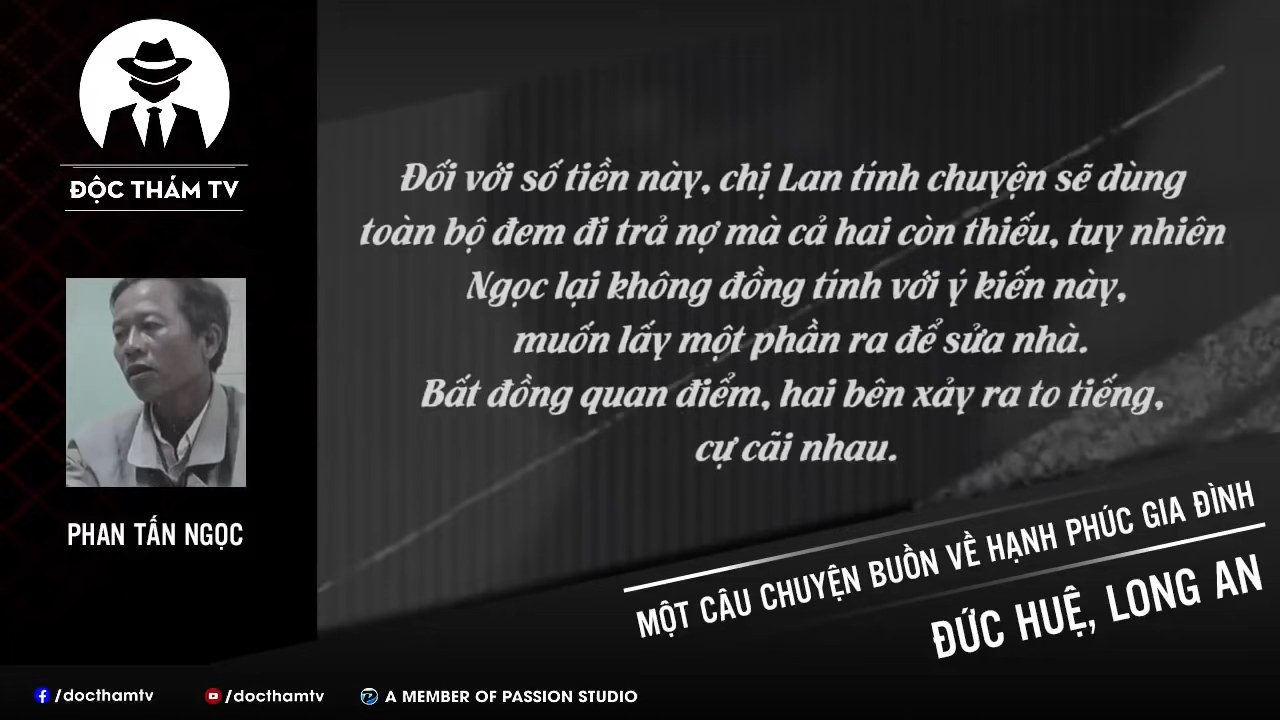 ĐỘC THÁM TV
PHAN TẤN NGỌC
Đối với số tiền này, chị Lan tính chuyện sẽ dùng
toàn bộ đem đi trả nợ mà cả hai còn thiếu, tuy nhiên
Ngọc lại không đồng tính với ý kiến này,
muốn lấy một phần ra để sửa nhà.
Bất đồng quan điểm, hai bên xảy ra to tiếng,
cự cãi nhau.
MỘT CÂU CHUYỆN BUỒN VỀ HẠNH PHÚC GIA ĐÌNH
ĐỨC HUỆ, LONG AN
/docthamtv
/docthamtv
A MEMBER OF PASSION STUDIO